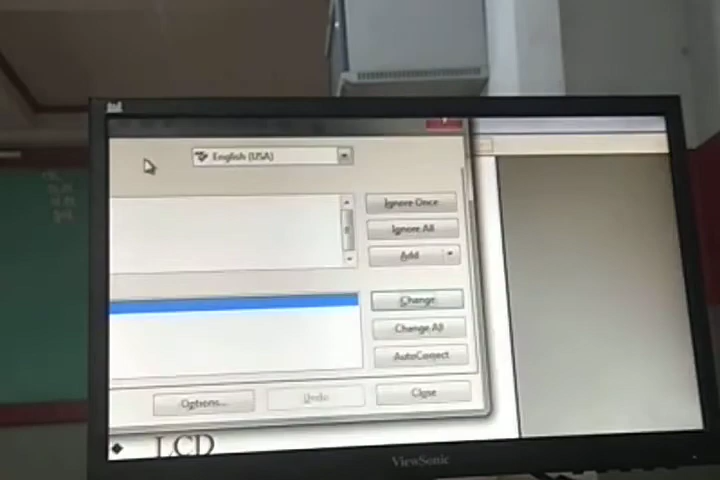 English (USA)
Ignore Once
Ignore All
Add
Change
Change All
AutoCorrect
Options...
Undo
Close
LCD
ViewSonic